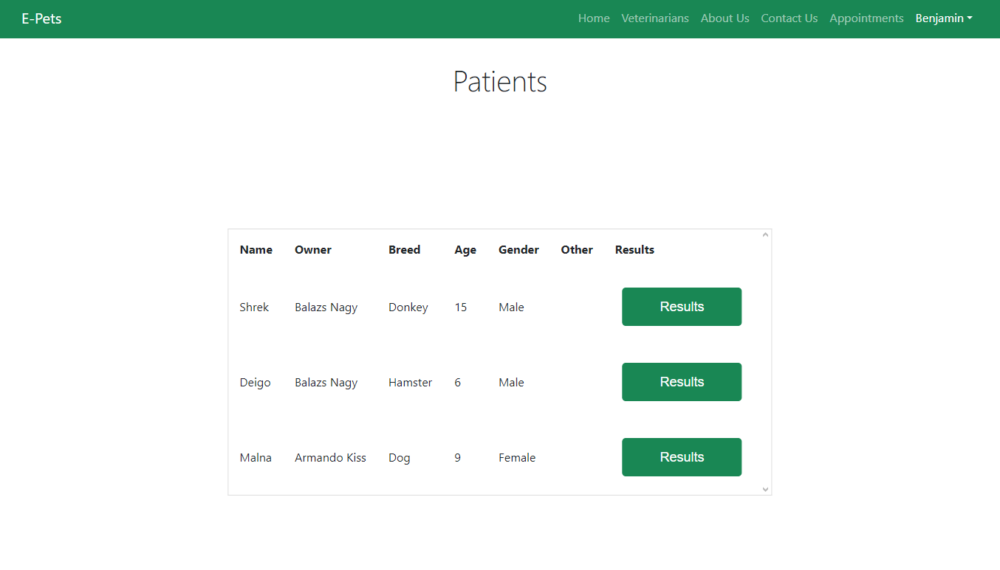 E-Pets Home Veterinarians About Us Contact Us Appointments Benjamin
Patients
Name Owner Breed Age Gender Other Results
Shrek Balazs Nagy Donkey 15 Male Results
Deigo Balazs Nagy Hamster 6 Male Results
Malna Armando Kiss Dog 9 Female Results